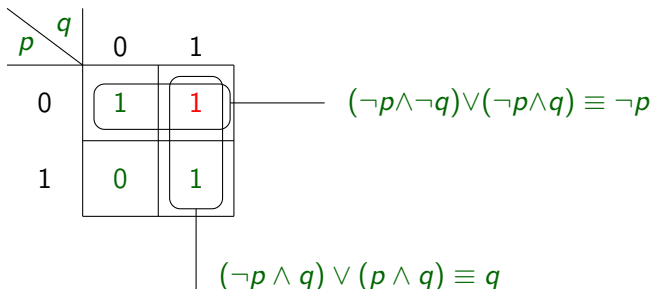 q
p
0 1
0 1 1 (¬p∧¬q)∨(¬p∧q) ≡ ¬p
1 0 1
(¬p ∧ q) ∨ (p ∧ q) ≡ q